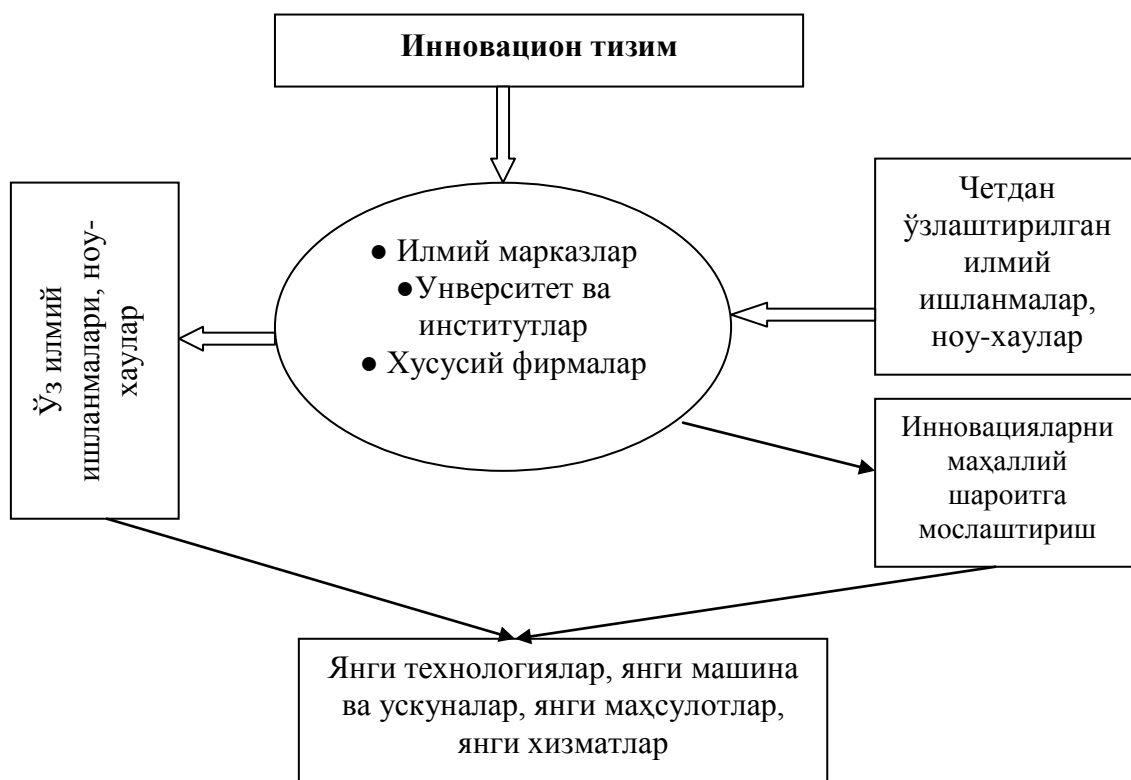 Инновацион тизим
Четдан
ўзлаштирилган
илмий
ишланмалар,
ноу-хаулар
● Илмий марказлар
●Унверситет ва
институтлар
● Хусусий фирмалар
Ўз илмий
ишланмалари, ноу-
хаулар
Инновацияларни
маҳаллий
шароитга
мослаштириш
Янги технологиялар, янги машина
ва ускуналар, янги маҳсулотлар,
янги хизматлар